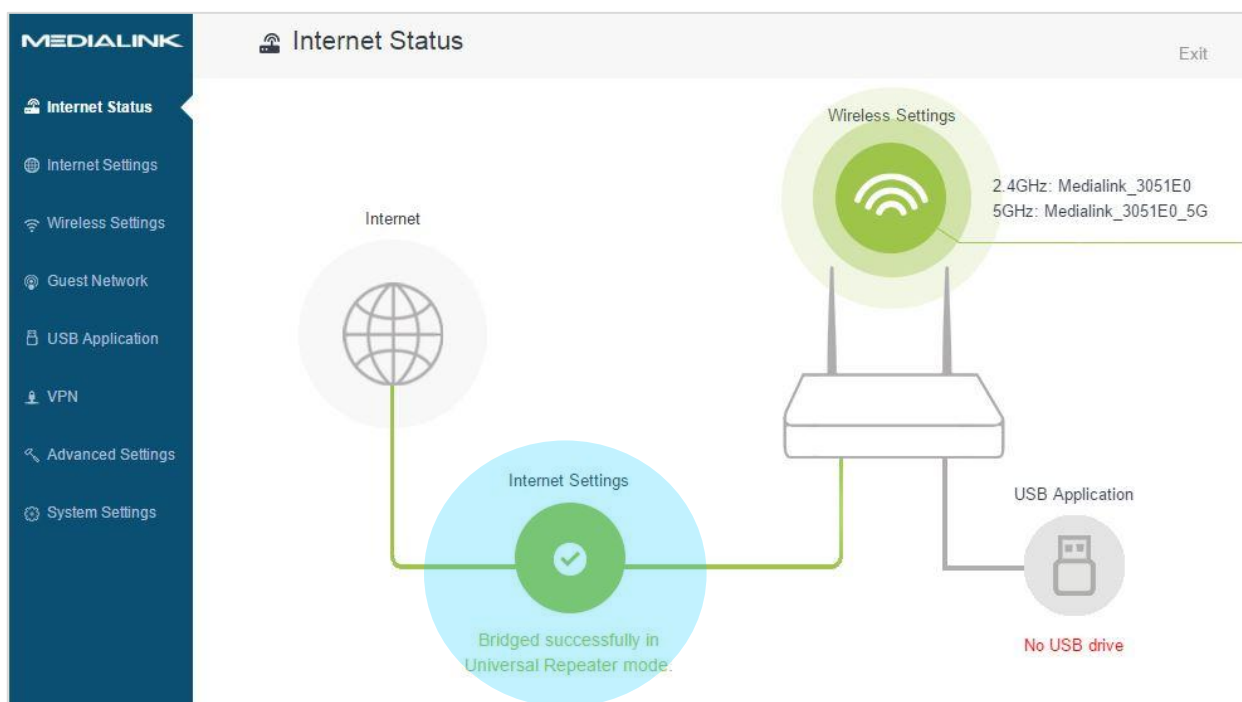 MEDIALINK
Internet Status
Exit
Internet Status
Internet Settings
Wireless Settings
Guest Network
USB Application
VPN
Advanced Settings
System Settings
Wireless Settings
2.4GHz: Medialink_3051E0
5GHz: Medialink_3051E0_5G
Internet
Internet Settings
Bridged successfully in
Universal Repeater mode.
USB Application
No USB drive